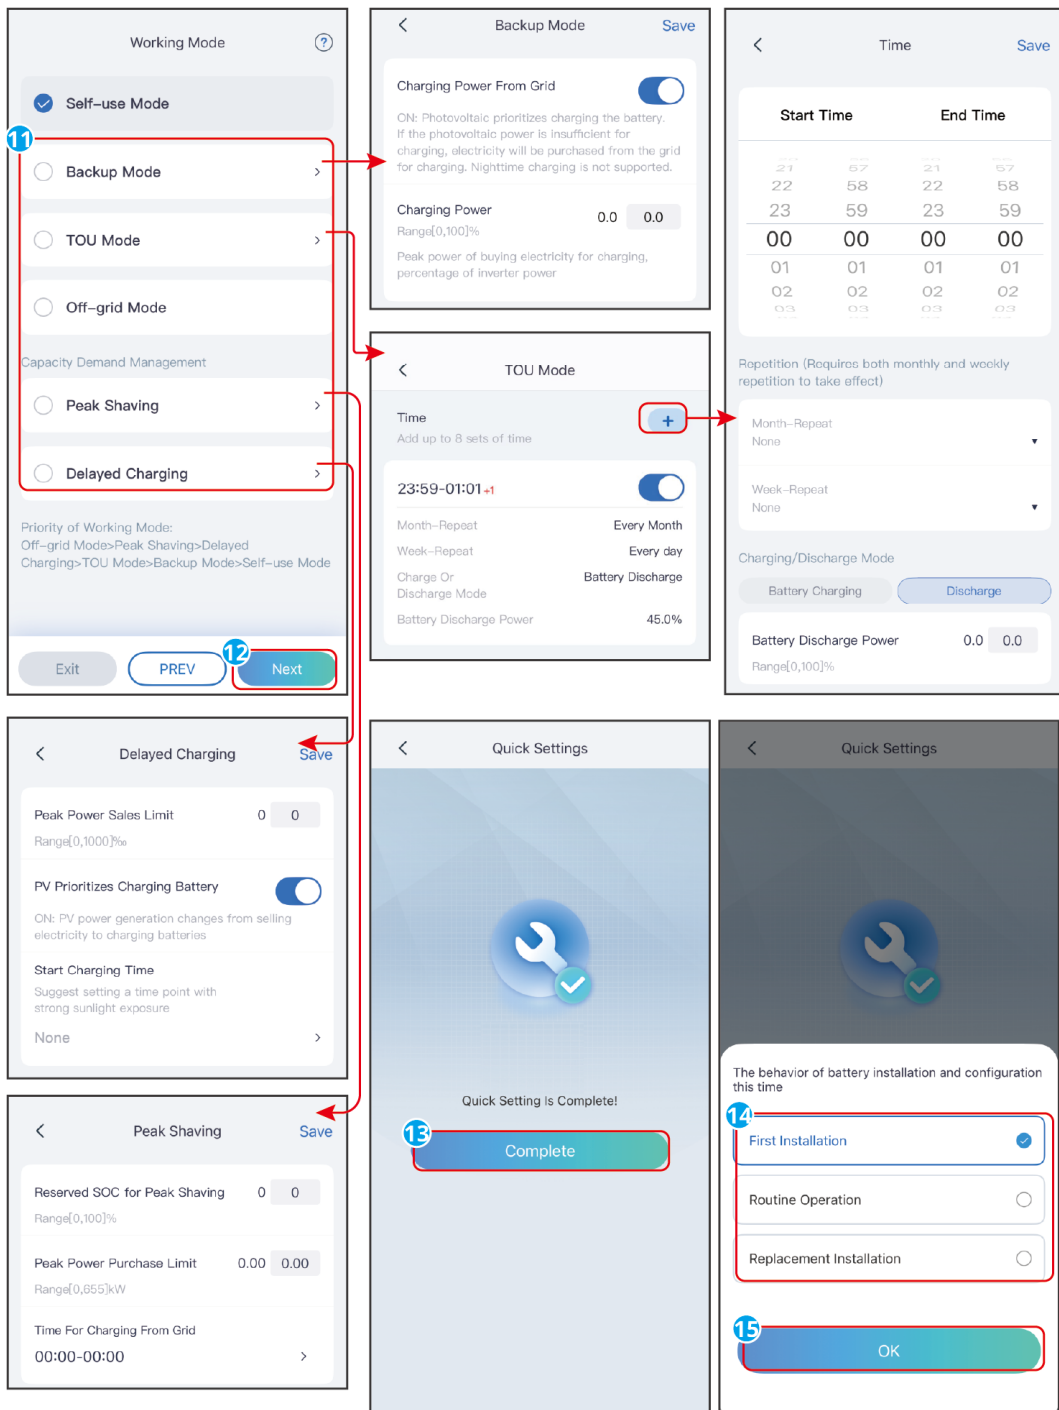 Working Mode
?
Self-use Mode
11
Backup Mode
TOU Mode
Off-grid Mode
Capacity Demand Management
Peak Shaving
Delayed Charging
Priority of Working Mode:
Off-grid Mode>Peak Shaving>Delayed
Charging>TOU Mode>Backup Mode>Self-use Mode
12
Exit
PREV
Next
Backup Mode
Save
Charging Power From Grid
ON: Photovoltaic prioritizes charging the battery.
If the photovoltaic power is insufficient for
charging, electricity will be purchased from the grid
for charging. Nighttime charging is not supported.
Charging Power
0.0 0.0
Range[0,100]%
Peak power of buying electricity for charging,
percentage of inverter power
TOU Mode
Time
+
Add up to 8 sets of time
23:59-01:01 +1
Month-Repeat Every Month
Week-Repeat Every day
Charge Or Battery Discharge
Discharge Mode
Battery Discharge Power 45.0%
Time
Save
Start Time End Time
21 57 21 57
22 58 22 58
23 59 23 59
00 00 00 00
01 01 01 01
02 02 02 02
03 03 03 03
Repetition (Requires both monthly and weekly
repetition to take effect)
Month-Repeat
None
Week-Repeat
None
Charging/Discharge Mode
Battery Charging Discharge
Battery Discharge Power 0.0 0.0
Range[0,100]%
Delayed Charging
Save
Peak Power Sales Limit 0 0
Range[0,1000]‰
PV Prioritizes Charging Battery
ON: PV power generation changes from selling
electricity to charging batteries
Start Charging Time
Suggest setting a time point with
strong sunlight exposure
None
Peak Shaving
Save
Reserved SOC for Peak Shaving 0 0
Range[0,100]%
Peak Power Purchase Limit 0.00 0.00
Range[0,655]kW
Time For Charging From Grid
00:00-00:00
Quick Settings
Quick Setting Is Complete!
13
Complete
Quick Settings
The behavior of battery installation and configuration
this time
14
First Installation
Routine Operation
Replacement Installation
15
OK